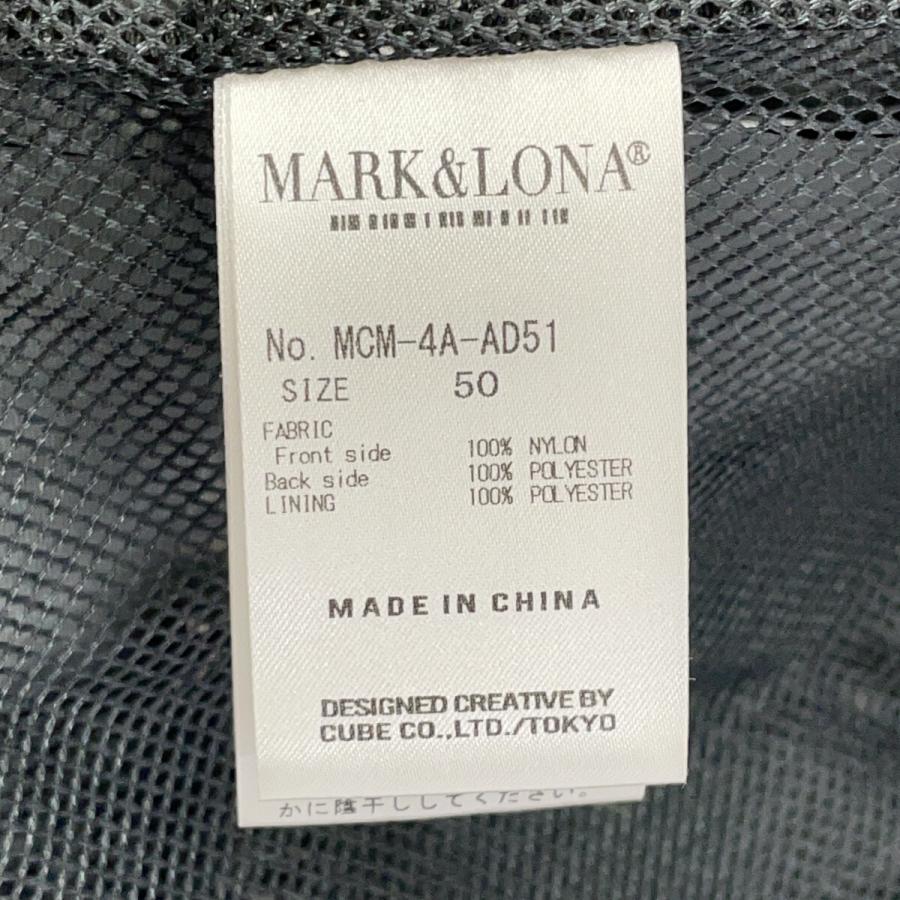 MARK&LONA®
No. MCM-4A-AD51
SIZE 50
FABRIC
Front side 100% NYLON
Back side 100% POLYESTER
LINING 100% POLYESTER
MADE IN CHINA
DESIGNED CREATIVE BY
CUBE CO.,LTD./TOKYO
かに陰干ししてください。